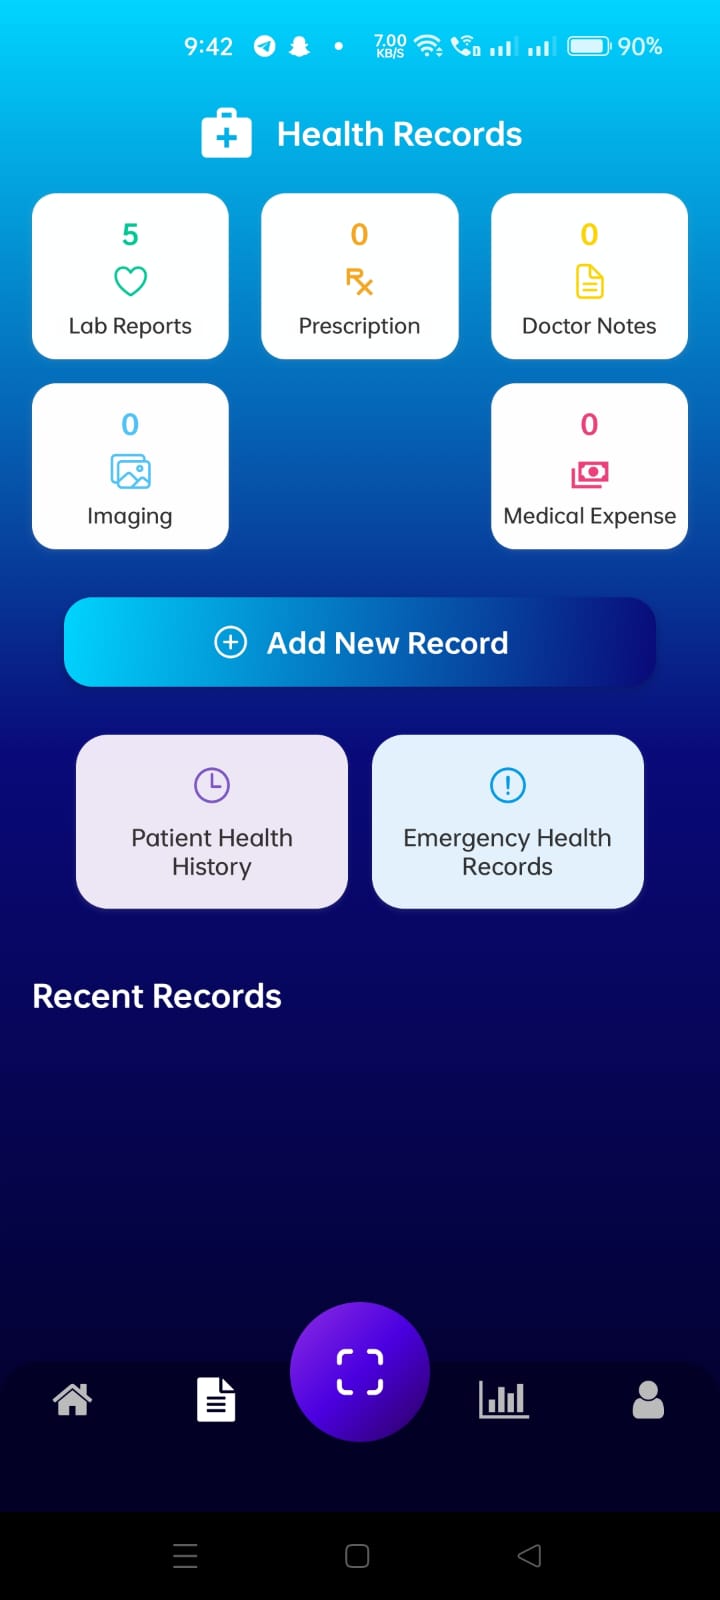 9:42 7.00 KB/S 90%
Health Records
5 0 0
Rx
Lab Reports Prescription Doctor Notes
0 0
Imaging Medical Expense
Add New Record
Patient Health
History
Emergency Health
Records
Recent Records